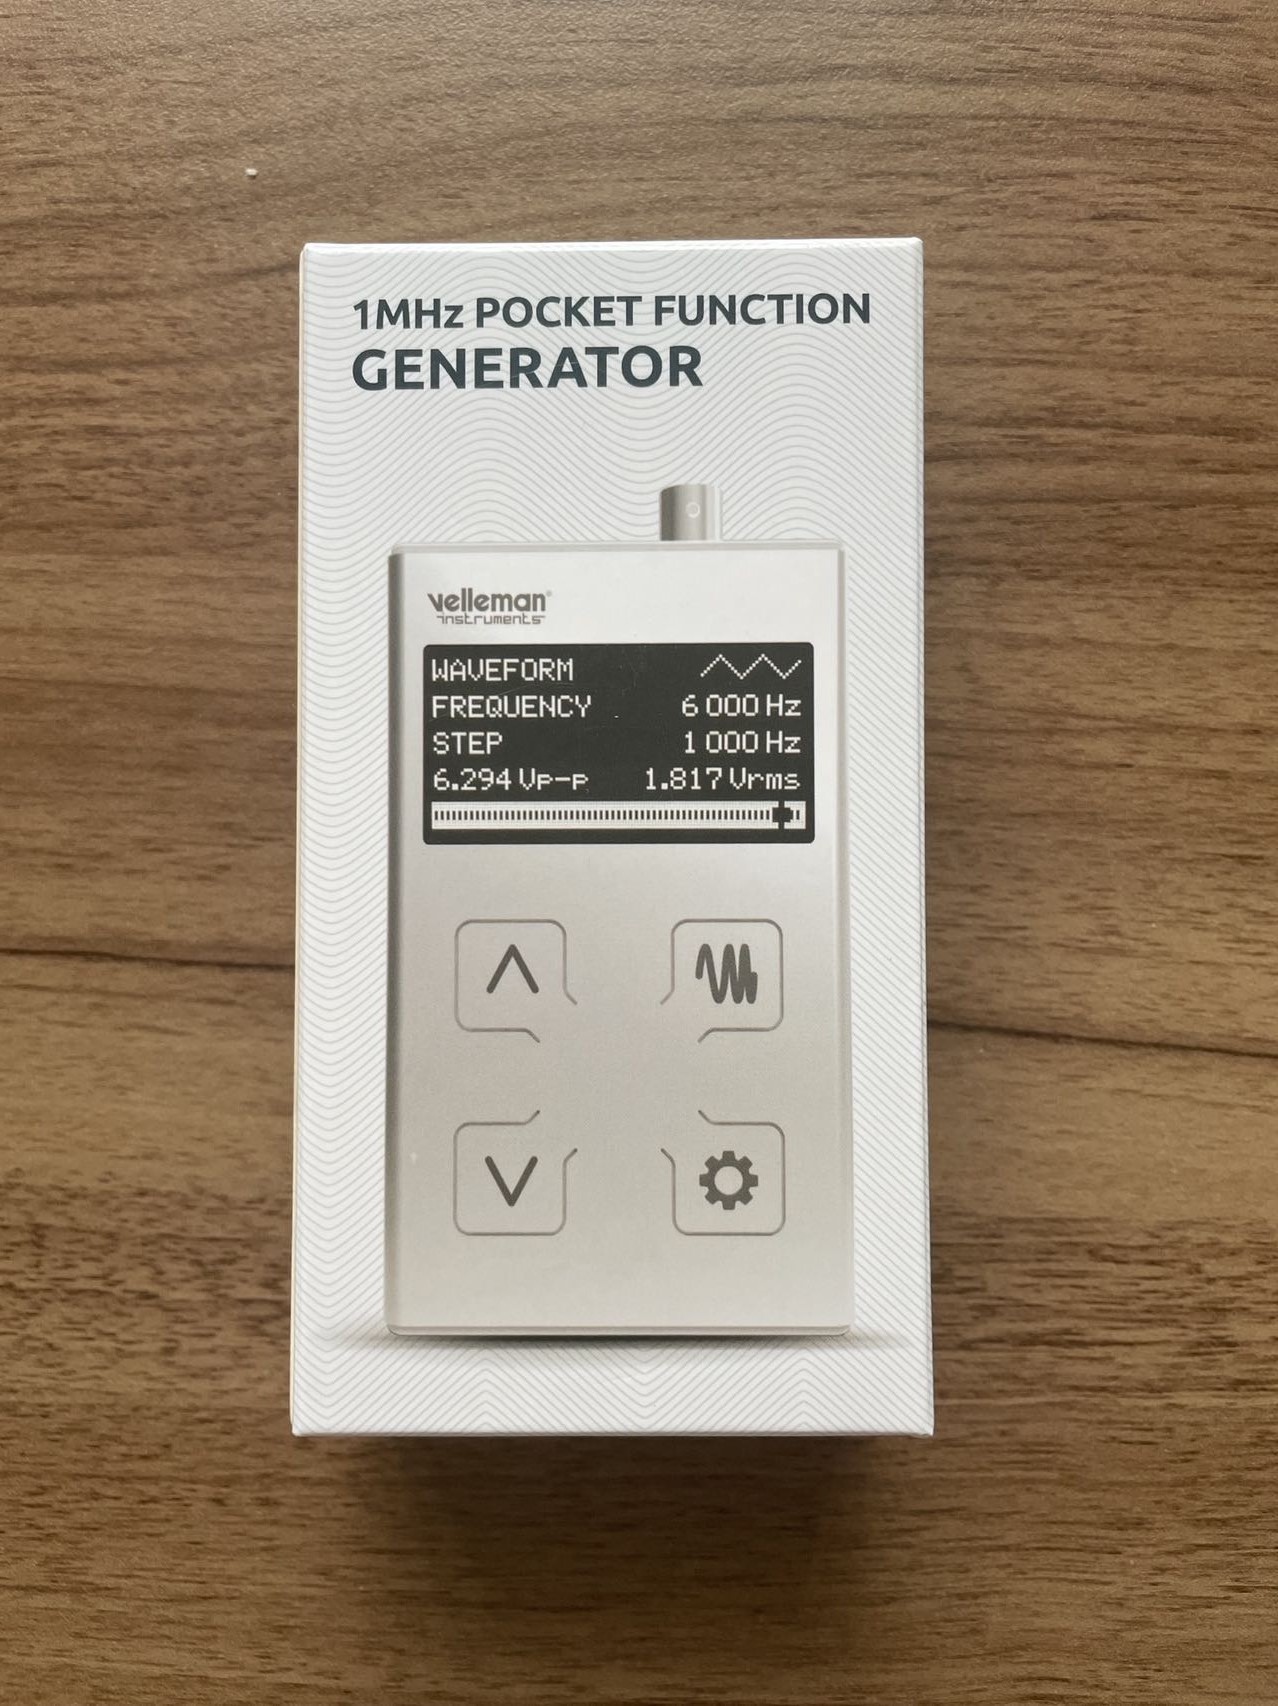 1MHz POCKET FUNCTION
GENERATOR
velleman®
instruments
WAVEFORM
FREQUENCY 6 000 Hz
STEP 1 000 Hz
6.294 Vp-p 1.817 Vrms